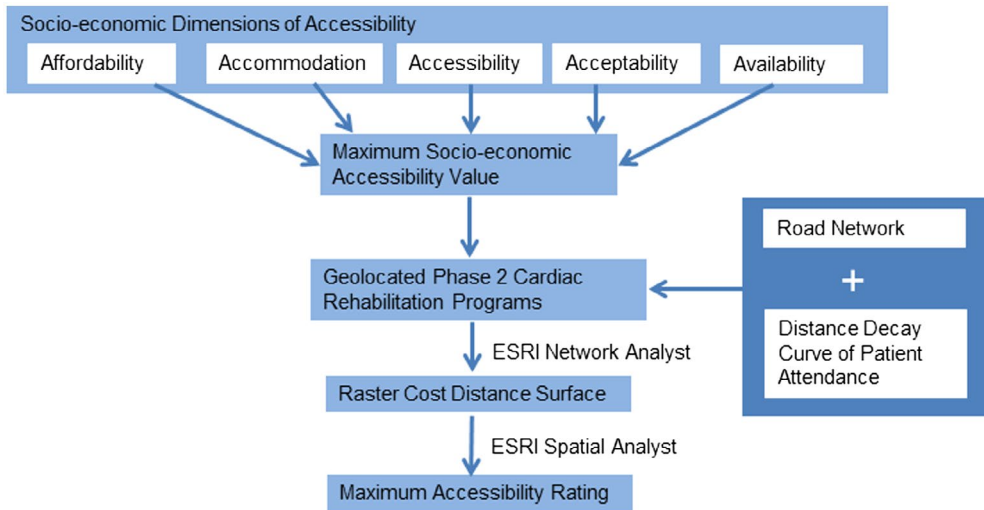 Socio-economic Dimensions of Accessibility
Affordability
Accommodation
Accessibility
Acceptability
Availability
Maximum Socio-economic
Accessibility Value
Road Network
+
Distance Decay
Curve of Patient
Attendance
Geolocated Phase 2 Cardiac
Rehabilitation Programs
ESRI Network Analyst
Raster Cost Distance Surface
ESRI Spatial Analyst
Maximum Accessibility Rating